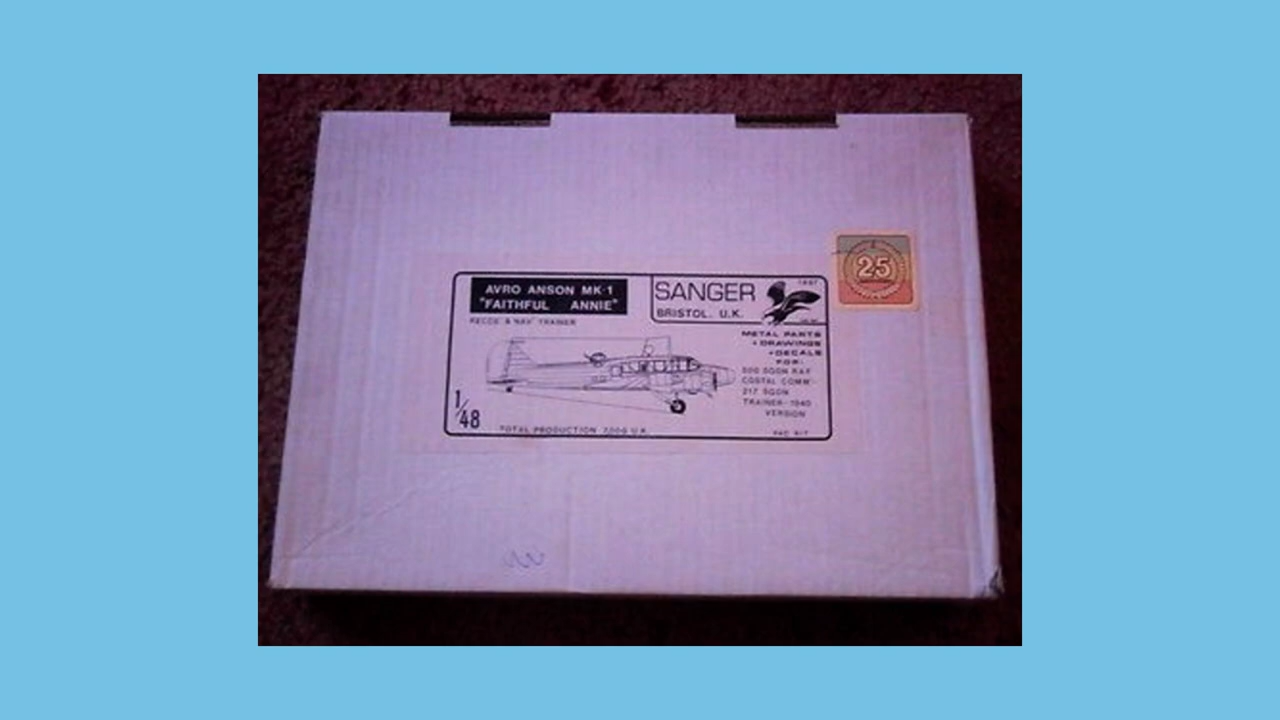 AVRO ANSON MK·1
"FAITHFUL ANNIE"
RECCE & NAV TRAINER
SANGER
BRISTOL. U.K.
METAL PARTS
+DRAWINGS
+DECALS
FOR:
500 SQDN RAF
COSTAL COMM
217 SQDN
TRAINER 1940
VERSION
1/48
TOTAL PRODUCTION U.K.
VAC KIT
25